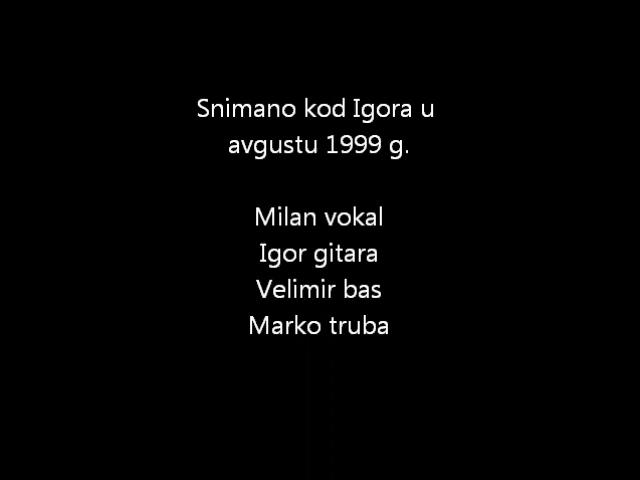 Snimano kod Igora u
avgustu 1999 g.
Milan vokal
Igor gitara
Velimir bas
Marko truba